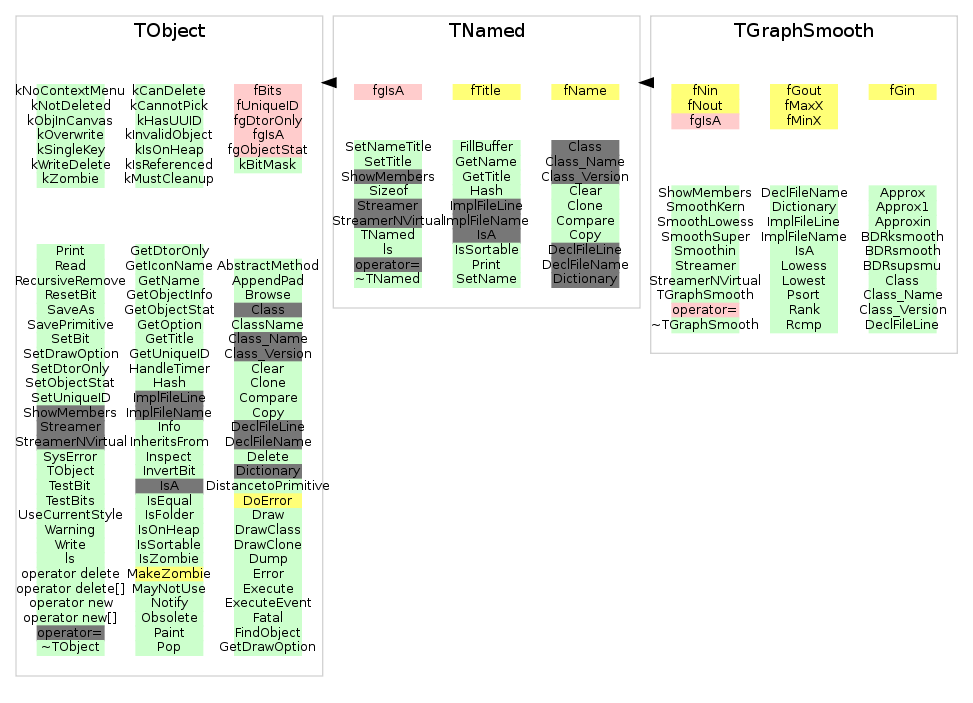 TObject
kNoContextMenu kCanDelete fBits
kNotDeleted kCannotPick fUniqueID
kObjInCanvas kHasUUID fgDtorOnly
kOverwrite kInvalidObject fgIsA
kSingleKey kIsOnHeap fgObjectStat
kWriteDelete kIsReferenced kBitMask
kZombie kMustCleanup
Print GetDtorOnly
Read GetIconName AbstractMethod
RecursiveRemove GetName AppendPad
ResetBit GetObjectInfo Browse
SaveAs GetObjectStat Class
SavePrimitive GetOption ClassName
SetBit GetTitle Class_Name
SetDrawOption GetUniqueID Class_Version
SetDtorOnly HandleTimer Clear
SetObjectStat Hash Clone
SetUniqueID ImplFileLine Compare
ShowMembers ImplFileName Copy
Streamer Info DeclFileLine
StreamerNVirtual InheritsFrom DeclFileName
SysError Inspect Delete
TObject InvertBit Dictionary
TestBit IsA DistancetoPrimitive
TestBits IsEqual DoError
UseCurrentStyle IsFolder Draw
Warning IsOnHeap DrawClass
Write IsSortable DrawClone
ls IsZombie Dump
operator delete MakeZombie Error
operator delete[] MayNotUse Execute
operator new Notify ExecuteEvent
operator new[] Obsolete Fatal
operator= Paint FindObject
~TObject Pop GetDrawOption
TNamed
fgIsA fTitle fName
SetNameTitle FillBuffer Class
SetTitle GetName Class_Name
ShowMembers GetTitle Class_Version
Sizeof Hash Clear
Streamer ImplFileLine Clone
StreamerNVirtual ImplFileName Compare
TNamed IsA Copy
ls IsSortable DeclFileLine
operator= Print DeclFileName
~TNamed SetName Dictionary
TGraphSmooth
fNin fGout fGin
fNout fMaxX
fgIsA fMinX
ShowMembers DeclFileName Approx
SmoothKern Dictionary Approx1
SmoothLowess ImplFileLine Approxin
SmoothSuper ImplFileName BDRksmooth
Smoothin IsA BDRsmooth
Streamer Lowess BDRsupsmu
StreamerNVirtual Lowest Class
TGraphSmooth Psort Class_Name
operator= Rank Class_Version
~TGraphSmooth Rcmp DeclFileLine